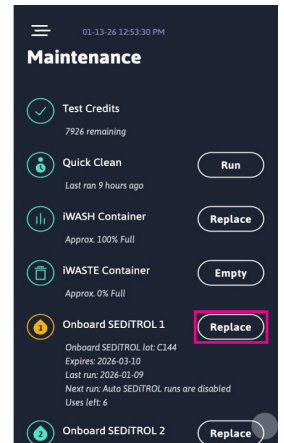 01-13-26 12:53:30 PM
Maintenance
Test Credits
7926 remaining
Quick Clean
Run
Last ran 9 hours ago
iWASH Container
Replace
Approx. 100% Full
iWASTE Container
Empty
Approx. 0% Full
1
Onboard SEDiTROL 1
Replace
Onboard SEDiTROL lot: C144
Expires: 2026-03-10
Last run: 2026-01-09
Next run: Auto SEDiTROL runs are disabled
Uses left: 6
2
Onboard SEDiTROL 2
Replace